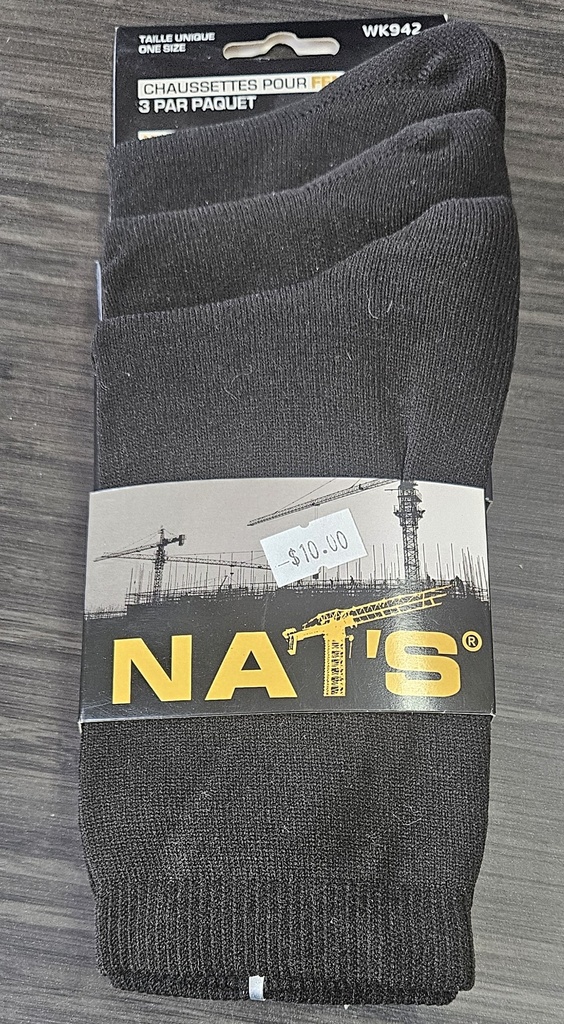 TAILLE UNIQUE
ONE SIZE
WK942
CHAUSSETTES POUR
3 PAR PAQUET
$10.00
NAT'S®